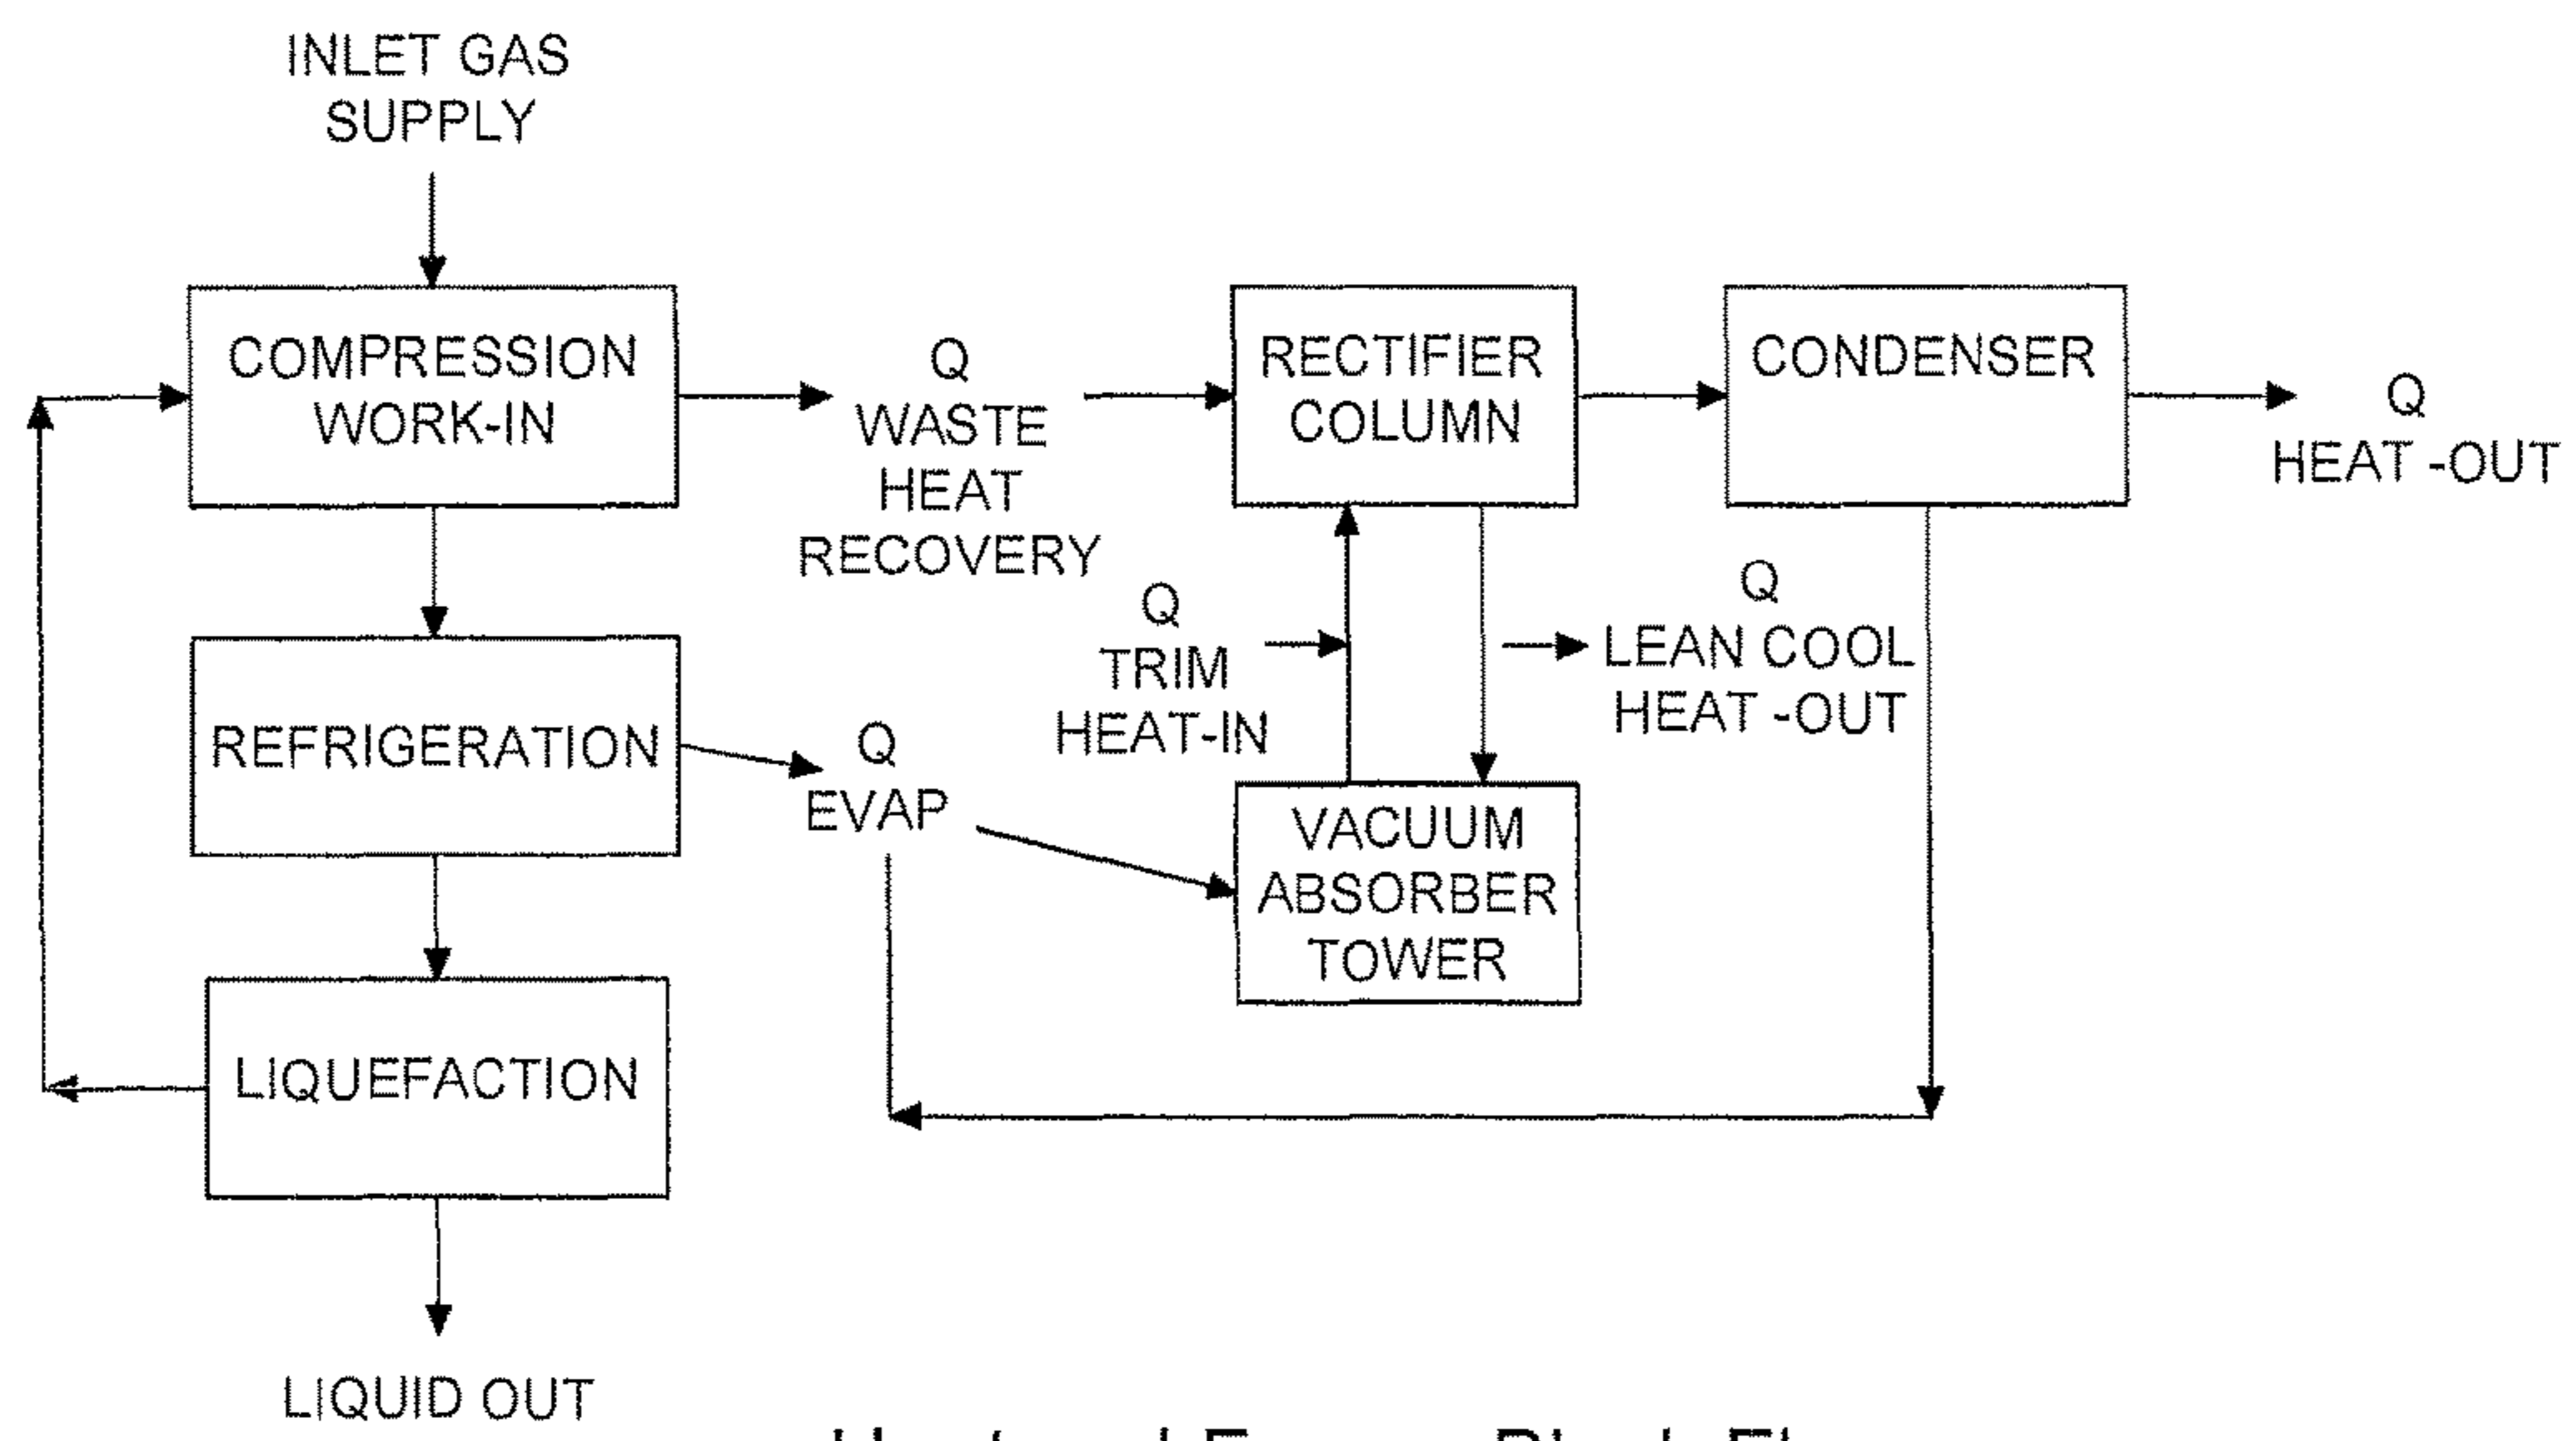 INLET GAS
SUPPLY
COMPRESSION
WORK-IN
Q
WASTE
HEAT
RECOVERY
RECTIFIER
COLUMN
CONDENSER
Q
HEAT -OUT
Q
TRIM
HEAT-IN
Q
LEAN COOL
HEAT -OUT
REFRIGERATION
Q
EVAP
VACUUM
ABSORBER
TOWER
LIQUEFACTION
LIQUID OUT